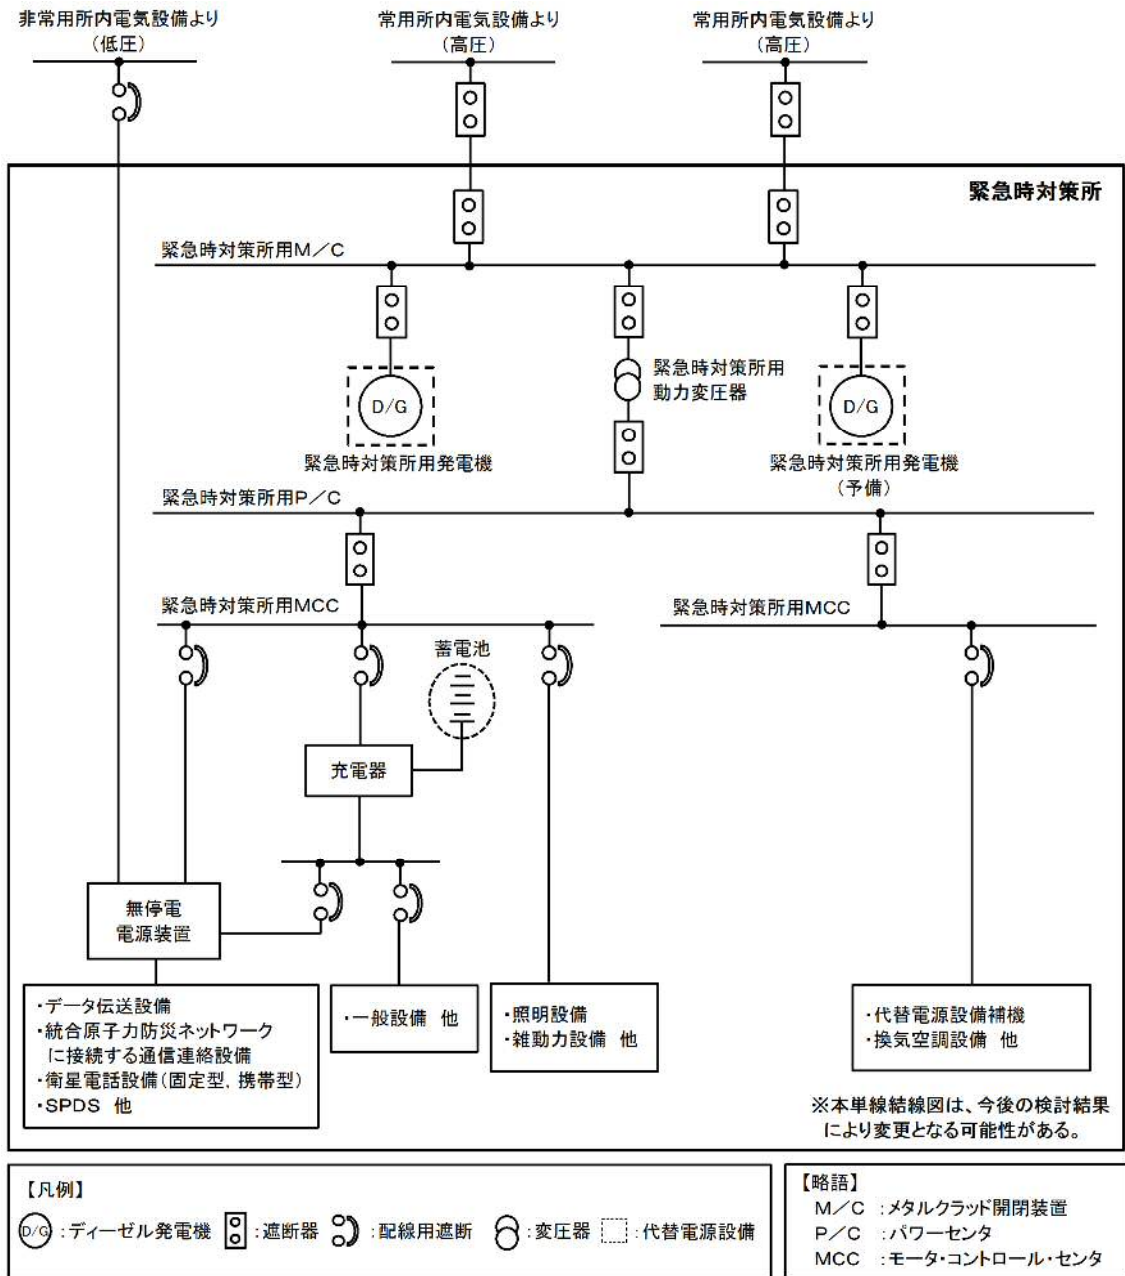 非常用所内電気設備より
（低圧）
常用所内電気設備より
（高圧）
常用所内電気設備より
（高圧）
緊急時対策所
緊急時対策所用M／C
緊急時対策所用
動力変圧器
D/G
D/G
緊急時対策所用発電機
緊急時対策所用発電機
（予備）
緊急時対策所用P／C
緊急時対策所用MCC
緊急時対策所用MCC
蓄電池
充電器
無停電
電源装置
・データ伝送設備
・統合原子力防災ネットワーク
に接続する通信連絡設備
・衛星電話設備（固定型，携帯型）
・SPDS 他
・一般設備 他
・照明設備
・雑動力設備 他
・代替電源設備補機
・換気空調設備 他
※本単線結線図は、今後の検討結果
により変更となる可能性がある。
【凡例】
D/G ：ディーゼル発電機 ：遮断器 ：配線用遮断 ：変圧器 ：代替電源設備
【略語】
M／C ：メタルクラッド開閉装置
P／C ：パワーセンタ
MCC ：モータ・コントロール・センタ